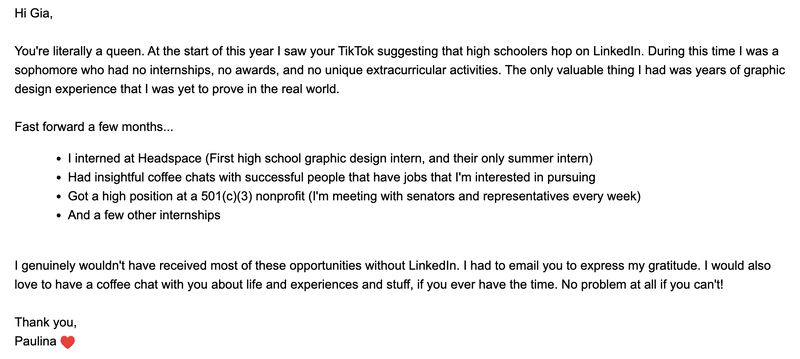 Hi Gia,
You're literally a queen. At the start of this year I saw your TikTok suggesting that high schoolers hop on LinkedIn. During this time I was a
sophomore who had no internships, no awards, and no unique extracurricular activities. The only valuable thing I had was years of graphic
design experience that I was yet to prove in the real world.
Fast forward a few months...
• I interned at Headspace (First high school graphic design intern, and their only summer intern)
• Had insightful coffee chats with successful people that have jobs that I'm interested in pursuing
• Got a high position at a 501(c)(3) nonprofit (I'm meeting with senators and representatives every week)
• And a few other internships
I genuinely wouldn't have received most of these opportunities without LinkedIn. I had to email you to express my gratitude. I would also
love to have a coffee chat with you about life and experiences and stuff, if you ever have the time. No problem at all if you can't!
Thank you,
Paulina ❤️